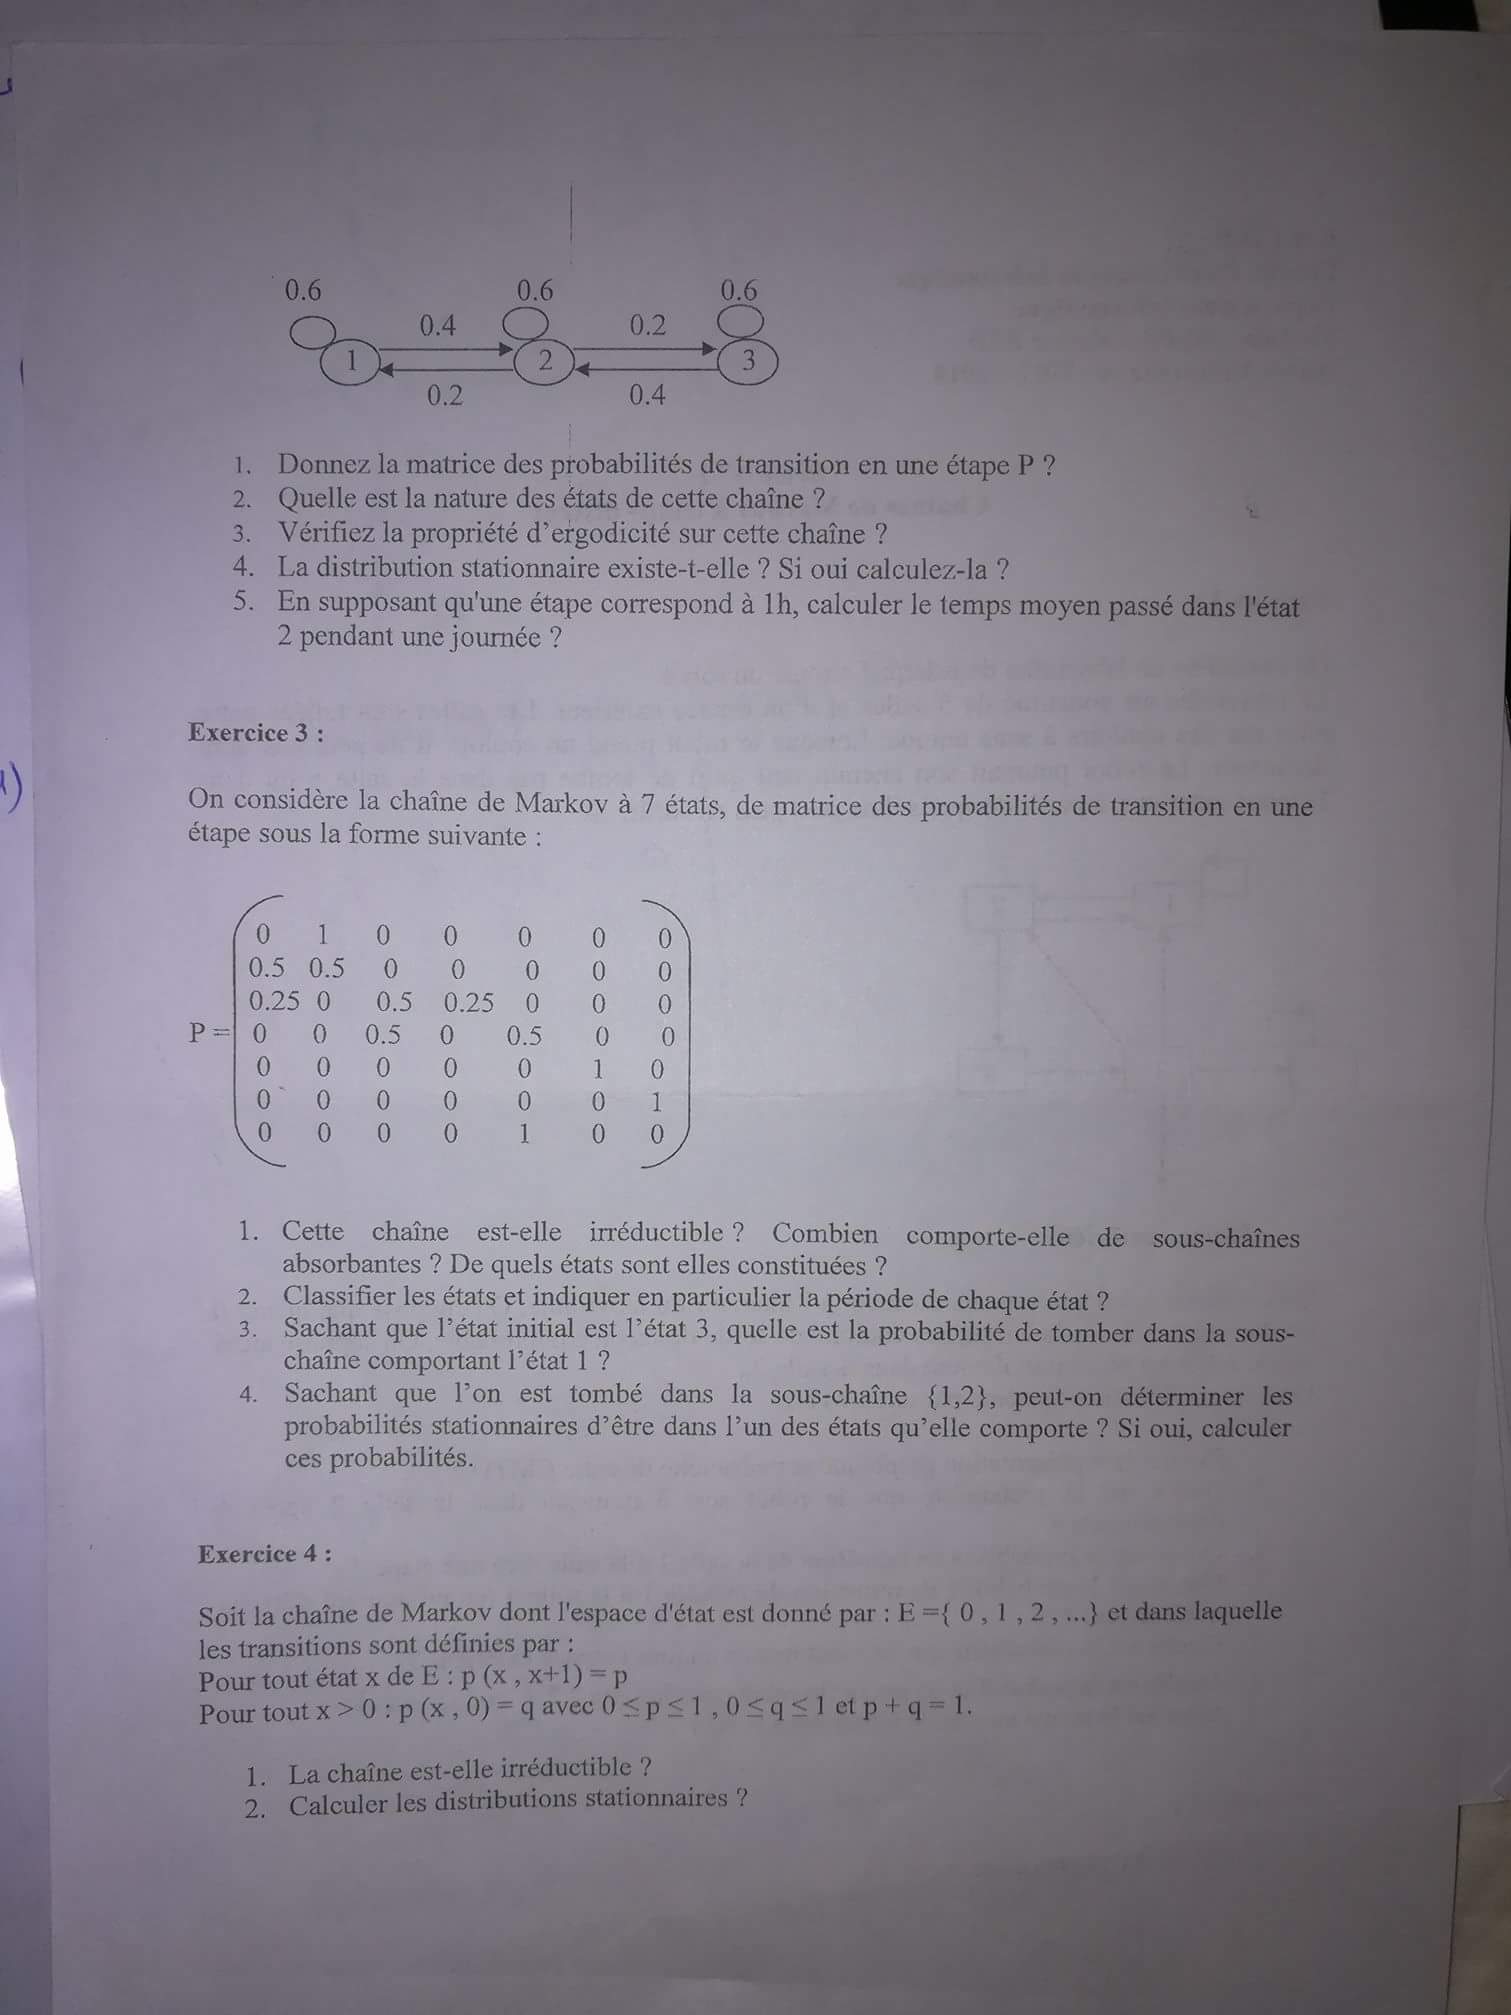 0.6 0.6 0.6
0.4 0.2
1 2 3
0.2 0.4
1. Donnez la matrice des probabilités de transition en une étape P ?
2. Quelle est la nature des états de cette chaîne ?
3. Vérifiez la propriété d'ergodicité sur cette chaîne ?
4. La distribution stationnaire existe-t-elle ? Si oui calculez-la ?
5. En supposant qu'une étape correspond à 1h, calculer le temps moyen passé dans l'état
2 pendant une journée ?
Exercice 3 :
On considère la chaîne de Markov à 7 états, de matrice des probabilités de transition en une
étape sous la forme suivante :
0 1 0 0 0 0 0
0.5 0.5 0 0 0 0 0
0.25 0 0.5 0.25 0 0 0
P = 0 0 0.5 0 0.5 0 0
0 0 0 0 0 1 0
0 0 0 0 0 0 1
0 0 0 0 1 0 0
1. Cette chaîne est-elle irréductible ? Combien comporte-elle de sous-chaînes
absorbantes ? De quels états sont elles constituées ?
2. Classifier les états et indiquer en particulier la période de chaque état ?
3. Sachant que l'état initial est l'état 3, quelle est la probabilité de tomber dans la sous-
chaîne comportant l'état 1 ?
4. Sachant que l'on est tombé dans la sous-chaîne {1,2}, peut-on déterminer les
probabilités stationnaires d'être dans l'un des états qu'elle comporte ? Si oui, calculer
ces probabilités.
Exercice 4 :
Soit la chaîne de Markov dont l'espace d'état est donné par : E ={ 0 , 1 , 2 , ...} et dans laquelle
les transitions sont définies par :
Pour tout état x de E : p (x , x+1) = p
Pour tout x > 0 : p (x , 0) = q avec 0 ≤ p ≤ 1 , 0 ≤ q ≤ 1 et p + q = 1.
1. La chaîne est-elle irréductible ?
2. Calculer les distributions stationnaires ?